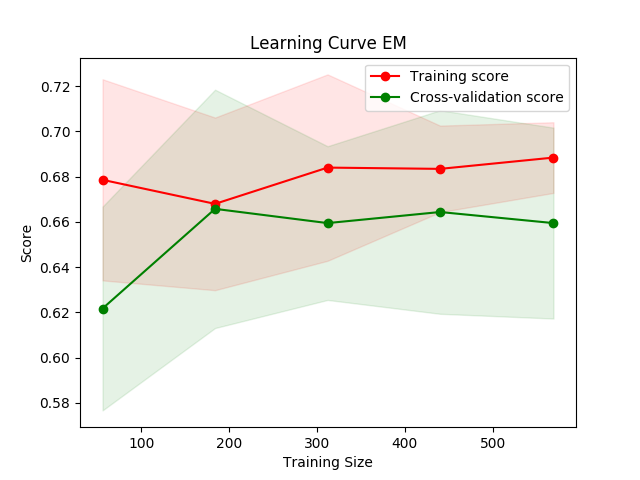 Learning Curve EM
Training score
Cross-validation score
Score
0.72
0.70
0.68
0.66
0.64
0.62
0.60
0.58
100 200 300 400 500
Training Size